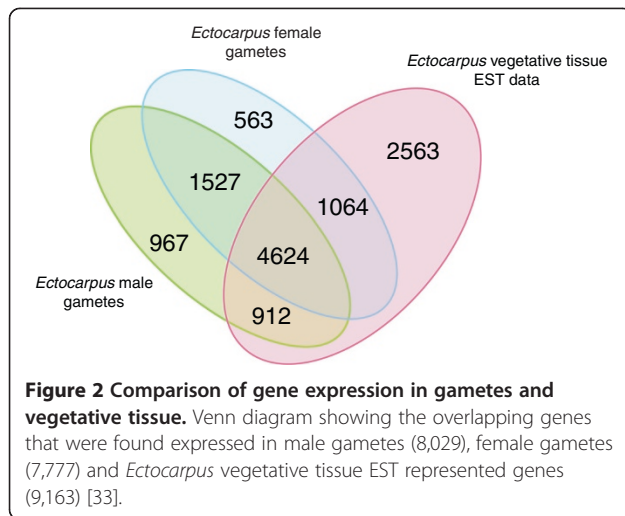 Ectocarpus female
gametes
Ectocarpus vegetative tissue
EST data
563
2563
1527
1064
967
4624
Ectocarpus male
gametes
912
Figure 2 Comparison of gene expression in gametes and
vegetative tissue. Venn diagram showing the overlapping genes
that were found expressed in male gametes (8,029), female gametes
(7,777) and Ectocarpus vegetative tissue EST represented genes
(9,163) [33].